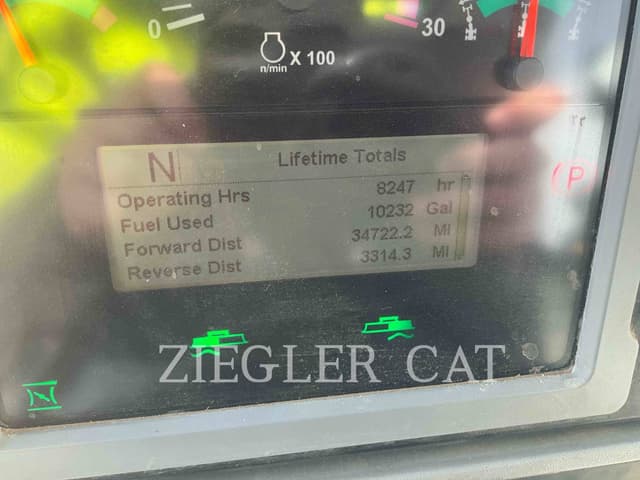 0 30
n/min X 100
N Lifetime Totals
Operating Hrs 8247 hr
Fuel Used 10232 Gal
Forward Dist 34722.2 MI
Reverse Dist 3314.3 MI
(P)
ZIEGLER CAT